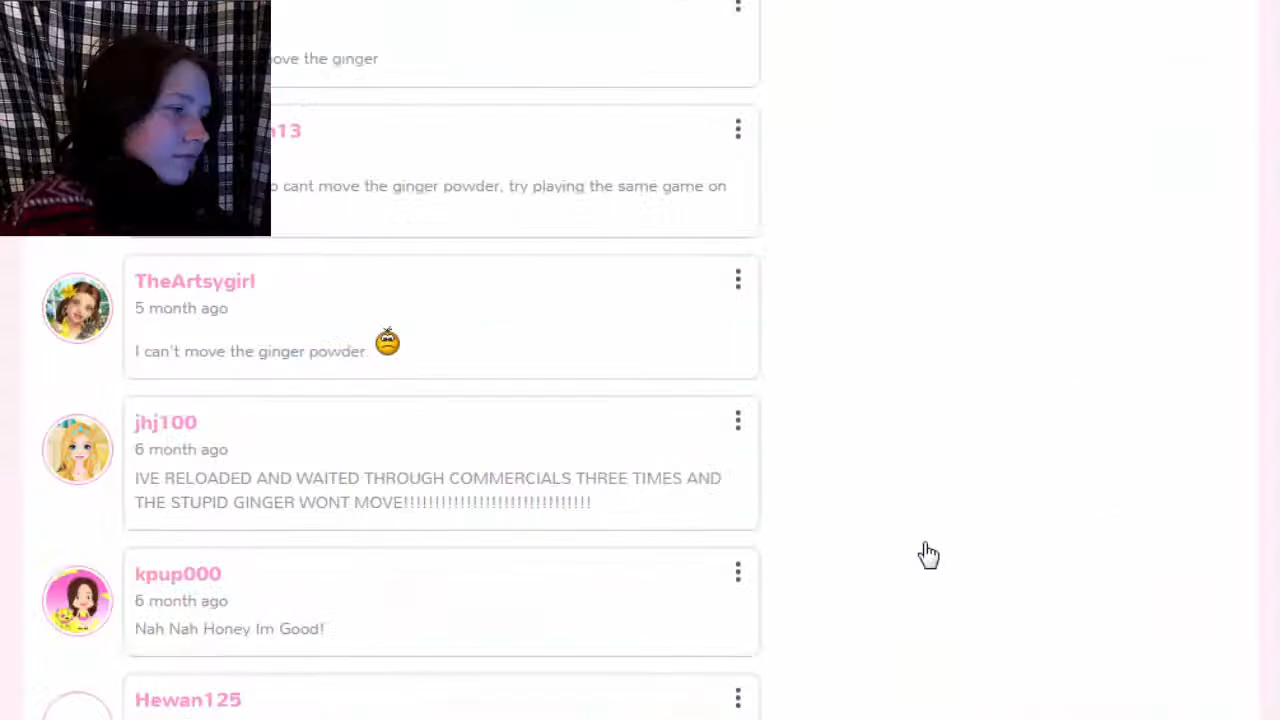 ove the ginger
13
cant move the ginger powder, try playing the same game on
TheArtsygirl
5 month ago
I can't move the ginger powder.
jhj100
6 month ago
IVE RELOADED AND WAITED THROUGH COMMERCIALS THREE TIMES AND
THE STUPID GINGER WONT MOVE!!!!!!!!!!!!!!!!!!!!!!!!!!!!!!
kpup000
6 month ago
Nah Nah Honey Im Good!
Hewan125